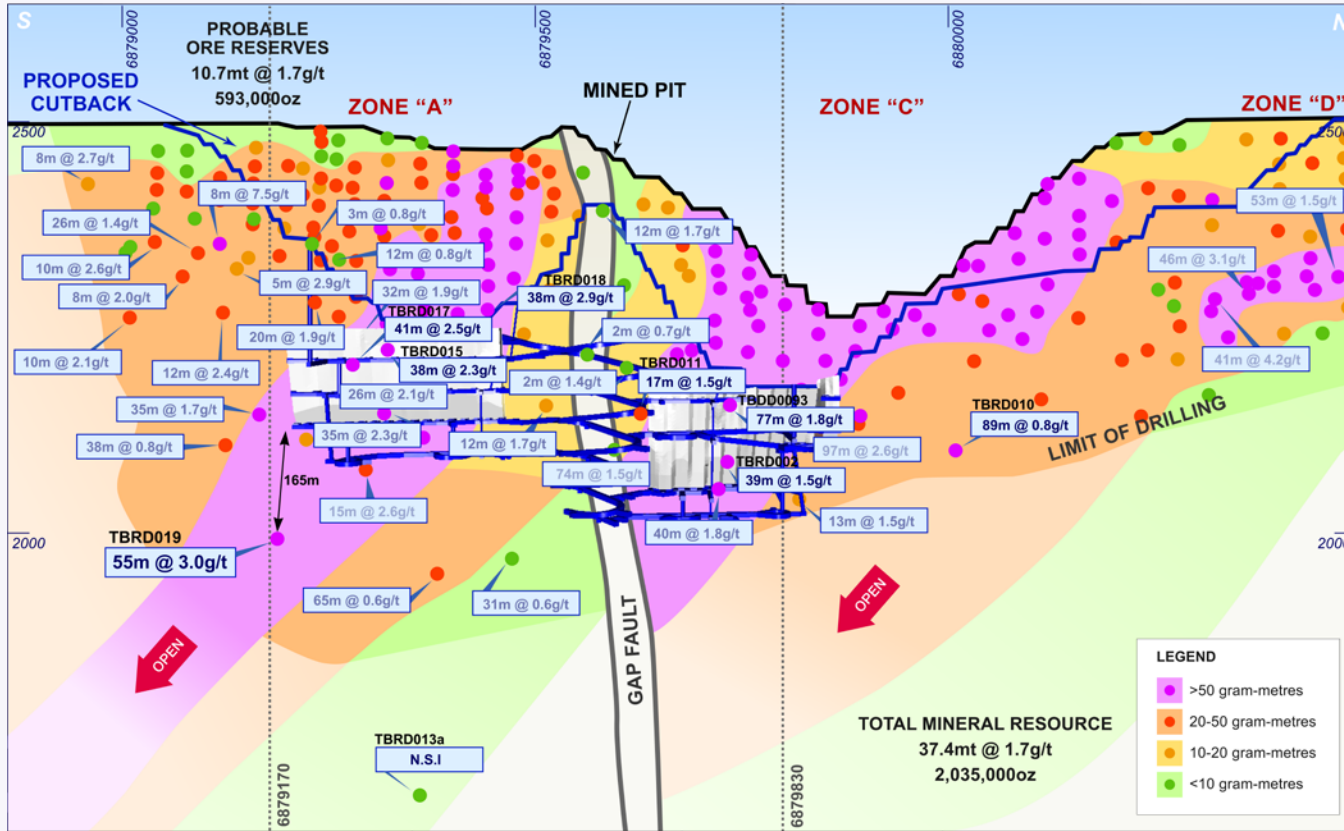 S
6879000
6879500
6880000
N
PROBABLE
ORE RESERVES
10.7mt @ 1.7g/t
593,000oz
PROPOSED
CUTBACK
ZONE “A”
MINED PIT
ZONE “C”
ZONE “D”
2500
2500
8m @ 2.7g/t
8m @ 7.5g/t
53m @ 1.5g/t
26m @ 1.4g/t
3m @ 0.8g/t
12m @ 1.7g/t
10m @ 2.6g/t
12m @ 0.8g/t
46m @ 3.1g/t
8m @ 2.0g/t
5m @ 2.9g/t
32m @ 1.9g/t
TBRD018
38m @ 2.9g/t
TBRD017
41m @ 2.5g/t
20m @ 1.9g/t
2m @ 0.7g/t
10m @ 2.1g/t
12m @ 2.4g/t
TBRD015
38m @ 2.3g/t
TBRD011
17m @ 1.5g/t
41m @ 4.2g/t
2m @ 1.4g/t
26m @ 2.1g/t
35m @ 1.7g/t
TBDD0093
77m @ 1.8g/t
TBRD010
89m @ 0.8g/t
LIMIT OF DRILLING
38m @ 0.8g/t
35m @ 2.3g/t
12m @ 1.7g/t
97m @ 2.6g/t
165m
74m @ 1.5g/t
TBRD002
39m @ 1.5g/t
15m @ 2.6g/t
40m @ 1.8g/t
13m @ 1.5g/t
2000
2000
TBRD019
55m @ 3.0g/t
65m @ 0.6g/t
31m @ 0.6g/t
OPEN
OPEN
GAP FAULT
TBRD013a
N.S.I
6879170
6879830
TOTAL MINERAL RESOURCE
37.4mt @ 1.7g/t
2,035,000oz
LEGEND
>50 gram-metres
20-50 gram-metres
10-20 gram-metres
<10 gram-metres